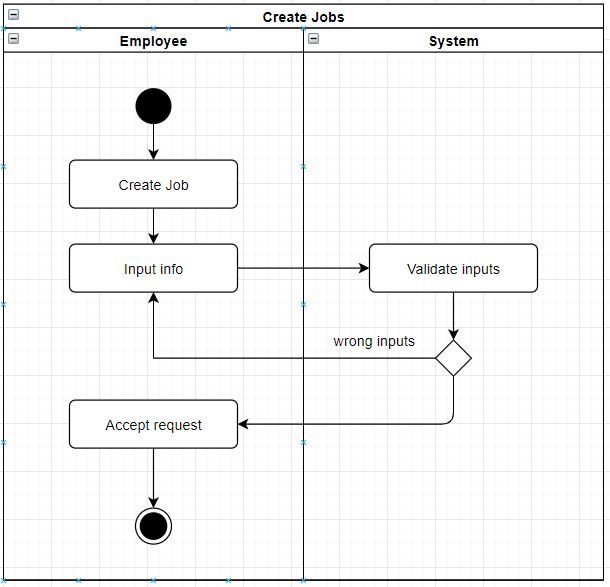 Create Jobs
Employee
System
Create Job
Input info
Validate inputs
wrong inputs
Accept request